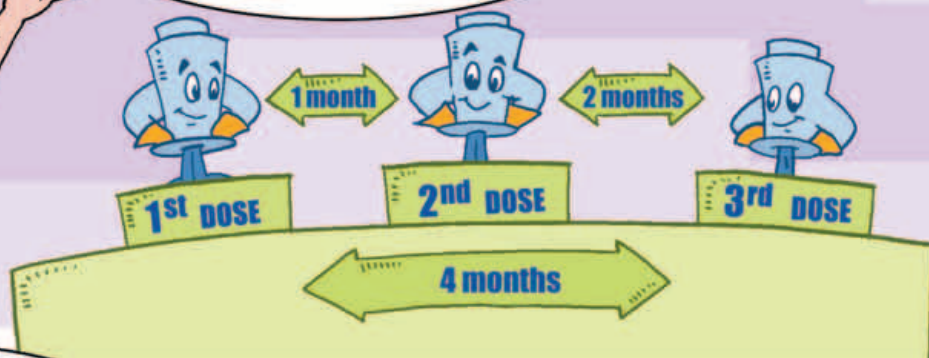 1 month
2 months
1st DOSE
2nd DOSE
3rd DOSE
4 months